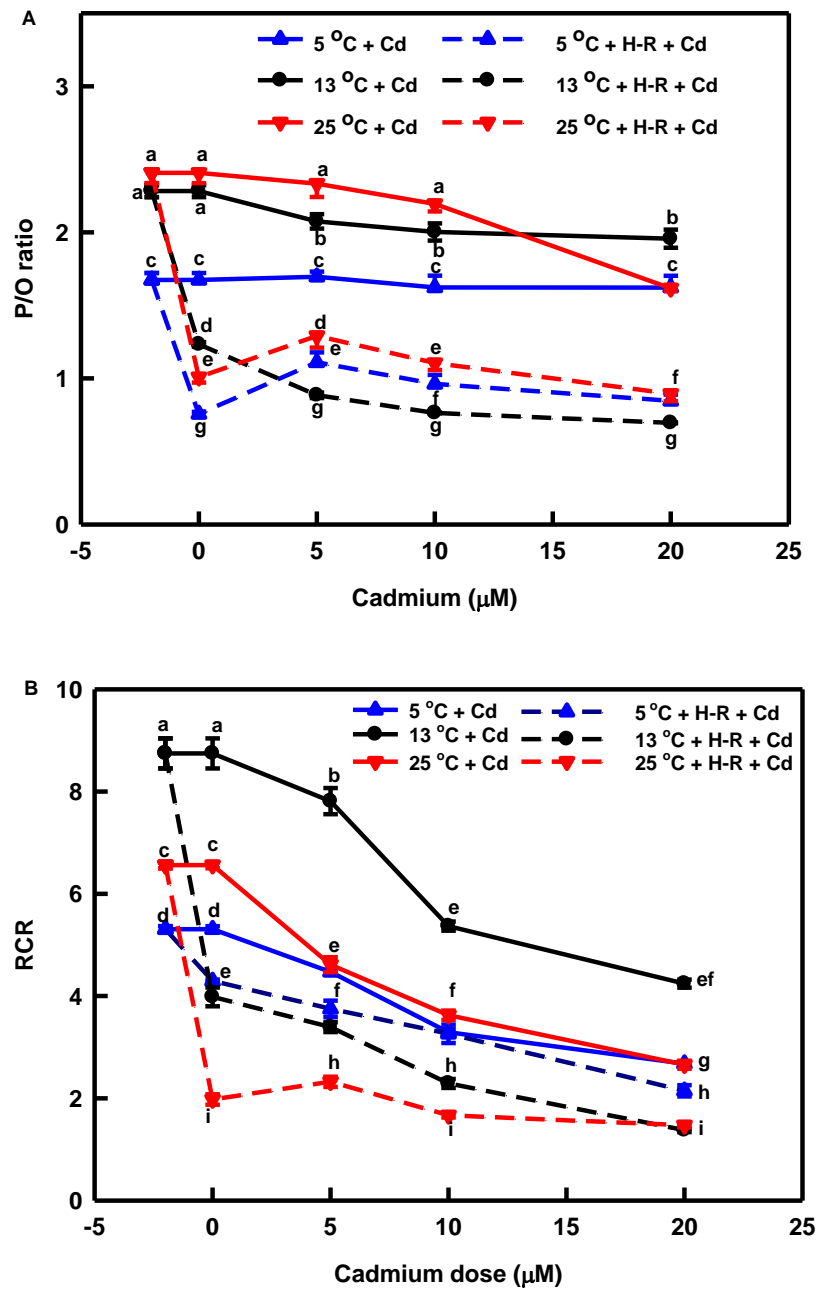 A
5 °C + Cd 5 °C + H-R + Cd
13 °C + Cd 13 °C + H-R + Cd
25 °C + Cd 25 °C + H-R + Cd
3
a a
a a
a a b
2
b b
c c c c c
d d
e e e
1
f f
g g g g
0
-5 0 5 10 15 20 25
P/O ratio
Cadmium (μM)
B
5 °C + Cd 5 °C + H-R + Cd
13 °C + Cd 13 °C + H-R + Cd
25 °C + Cd 25 °C + H-R + Cd
10
a a
8
b
c c
6
d d e
e e f ef
4
f
g
h h h
2
i i i
0
-5 0 5 10 15 20 25
RCR
Cadmium dose (μM)